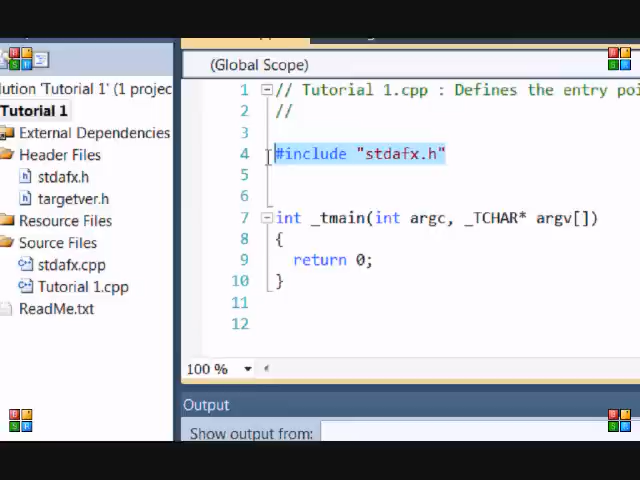 lution 'Tutorial 1' (1 projec
Tutorial 1
External Dependencies
Header Files
stdafx.h
targetver.h
Resource Files
Source Files
stdafx.cpp
Tutorial 1.cpp
ReadMe.txt
(Global Scope)
1 // Tutorial 1.cpp : Defines the entry poi
2 //
3
4 #include "stdafx.h"
5
6
7 int _tmain(int argc, _TCHAR* argv[])
8 {
9 return 0;
10 }
11
12
100 %
Output
Show output from: